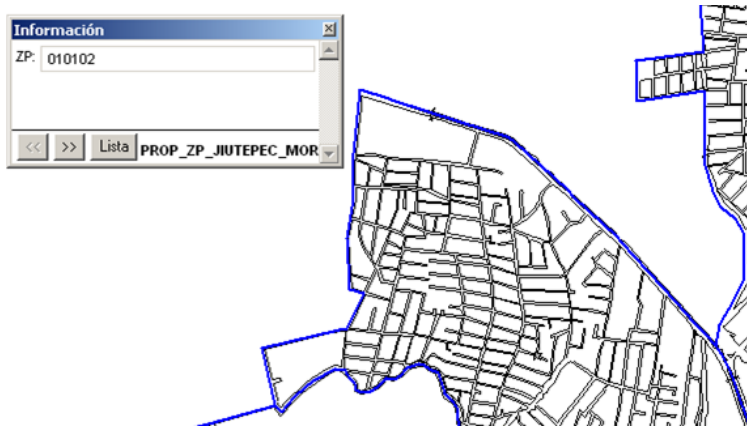 Información
ZP: 010102
<< >> Lista PROP_ZP_JIUTEPEC_MOR